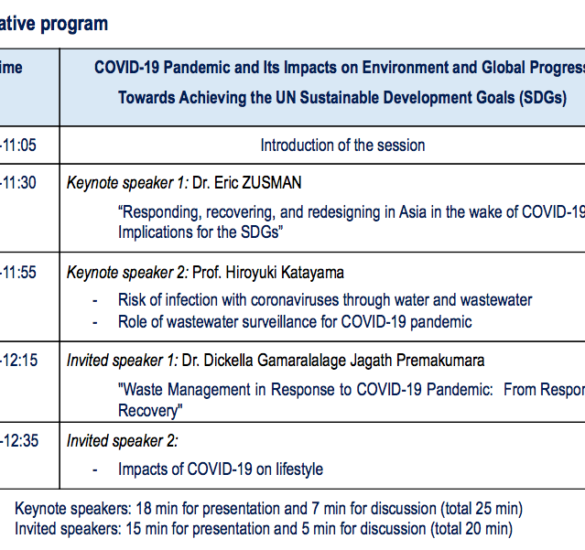 ative program
ime
COVID-19 Pandemic and Its Impacts on Environment and Global Progress
Towards Achieving the UN Sustainable Development Goals (SDGs)
-11:05
Introduction of the session
-11:30
Keynote speaker 1: Dr. Eric ZUSMAN
“Responding, recovering, and redesigning in Asia in the wake of COVID-19
Implications for the SDGs”
-11:55
Keynote speaker 2: Prof. Hiroyuki Katayama
- Risk of infection with coronaviruses through water and wastewater
- Role of wastewater surveillance for COVID-19 pandemic
-12:15
Invited speaker 1: Dr. Dickella Gamaralalage Jagath Premakumara
"Waste Management in Response to COVID-19 Pandemic: From Respon
Recovery"
-12:35
Invited speaker 2:
- Impacts of COVID-19 on lifestyle
Keynote speakers: 18 min for presentation and 7 min for discussion (total 25 min)
Invited speakers: 15 min for presentation and 5 min for discussion (total 20 min)